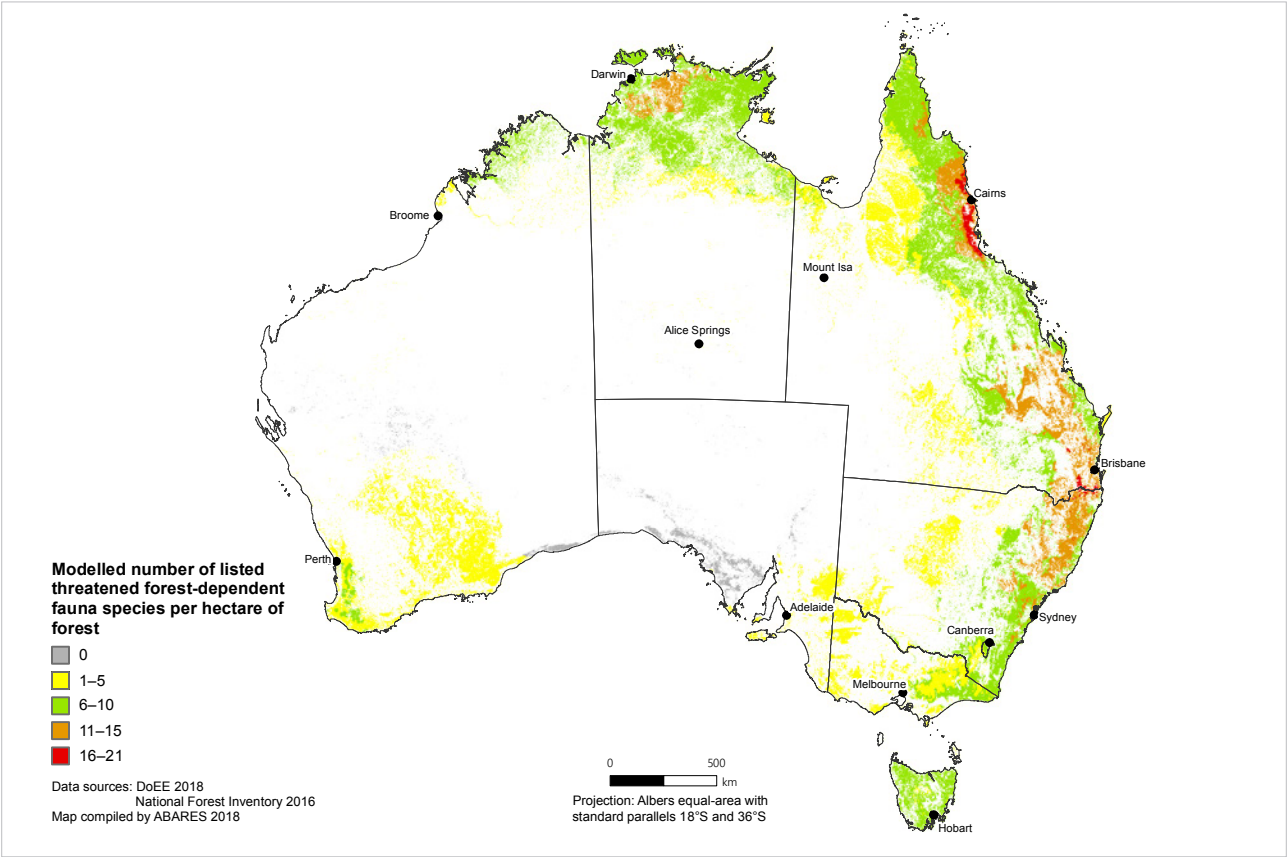 Darwin
Cairns
Broome
Mount Isa
Alice Springs
Brisbane
Perth
Adelaide
Sydney
Canberra
Melbourne
Hobart
Modelled number of listed
threatened forest-dependent
fauna species per hectare of
forest
0
1–5
6–10
11–15
16–21
Data sources: DoEE 2018
National Forest Inventory 2016
Map compiled by ABARES 2018
0 500
km
Projection: Albers equal-area with
standard parallels 18°S and 36°S